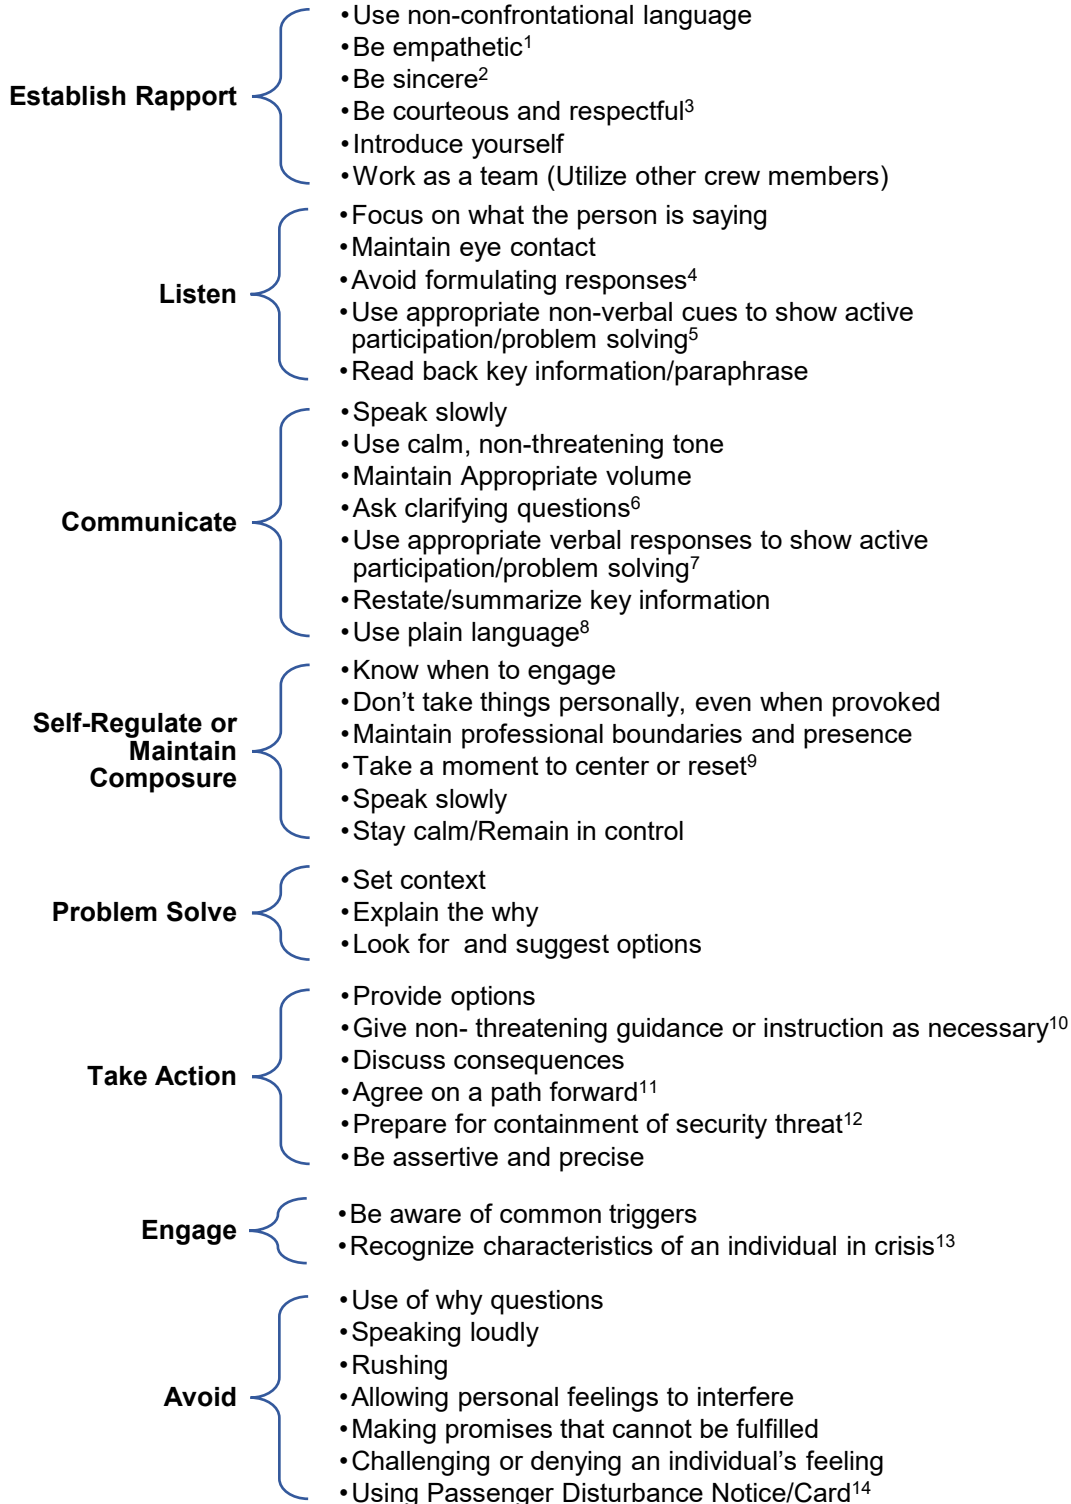 Establish Rapport
•Use non-confrontational language
•Be empathetic1
•Be sincere2
•Be courteous and respectful3
•Introduce yourself
•Work as a team (Utilize other crew members)
Listen
•Focus on what the person is saying
•Maintain eye contact
•Avoid formulating responses4
•Use appropriate non-verbal cues to show active
participation/problem solving5
•Read back key information/paraphrase
Communicate
•Speak slowly
•Use calm, non-threatening tone
•Maintain Appropriate volume
•Ask clarifying questions6
•Use appropriate verbal responses to show active
participation/problem solving7
•Restate/summarize key information
•Use plain language8
Self-Regulate or
Maintain
Composure
•Know when to engage
•Don’t take things personally, even when provoked
•Maintain professional boundaries and presence
•Take a moment to center or reset9
•Speak slowly
•Stay calm/Remain in control
Problem Solve
•Set context
•Explain the why
•Look for  and suggest options
Take Action
•Provide options
•Give non- threatening guidance or instruction as necessary10
•Discuss consequences
•Agree on a path forward11
•Prepare for containment of security threat12
•Be assertive and precise
Engage
•Be aware of common triggers
•Recognize characteristics of an individual in crisis13
Avoid
•Use of why questions
•Speaking loudly
•Rushing
•Allowing personal feelings to interfere
•Making promises that cannot be fulfilled
•Challenging or denying an individual’s feeling
•Using Passenger Disturbance Notice/Card14